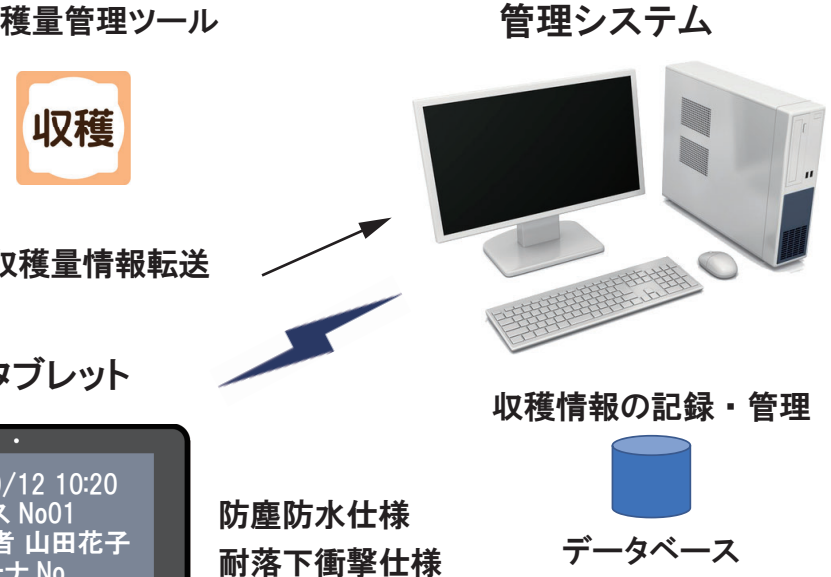 穫量管理ツール
管理システム
収穫
収穫量情報転送
タブレット
収穫情報の記録・管理
/12 10:20
No01
者 山田花子
ナ No
防塵防水仕様
耐落下衝撃仕様
データベース